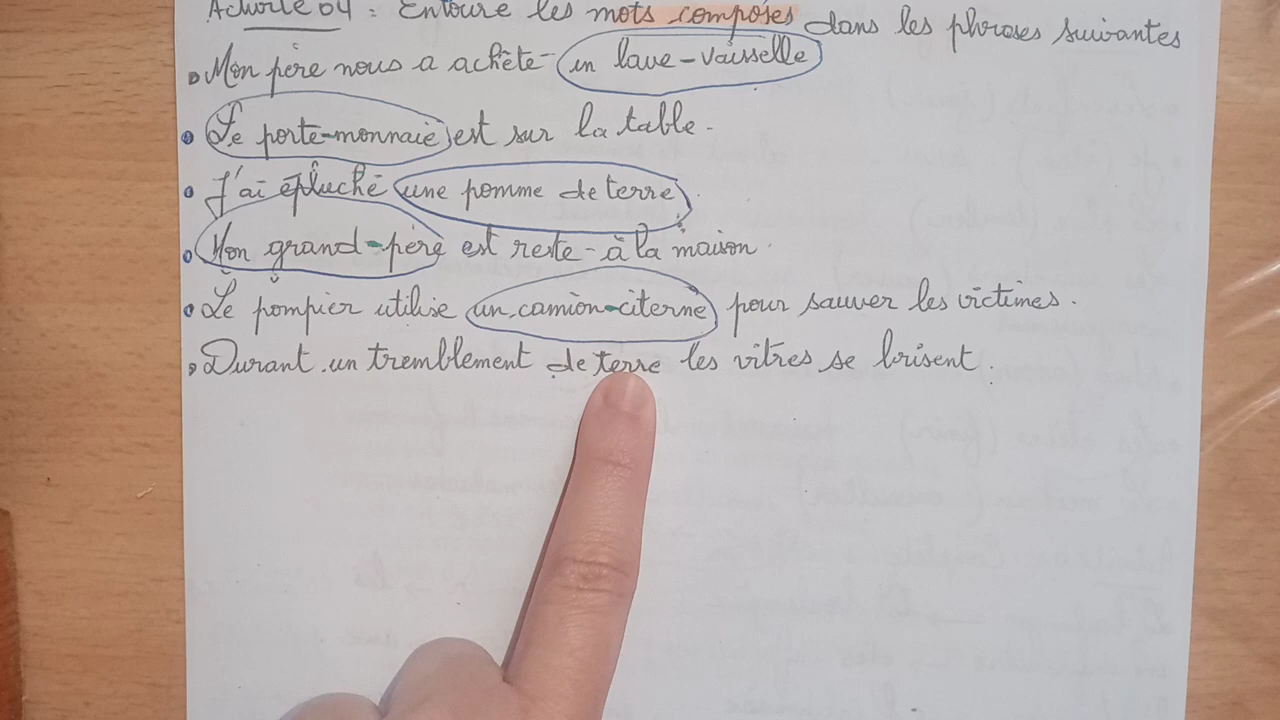 Activité 04 : Entoure les mots composés dans les phrases suivantes
• Mon père nous a achêtê un lave-vaisselle
• Le porte-monnaie est sur la table.
• J'ai épluché une pomme de terre.
• Mon grand-père est reste à la maison.
• Le pompier utilise un camion-citerne pour sauver les victimes.
• Durant un tremblement de terre les vitres se brisent.